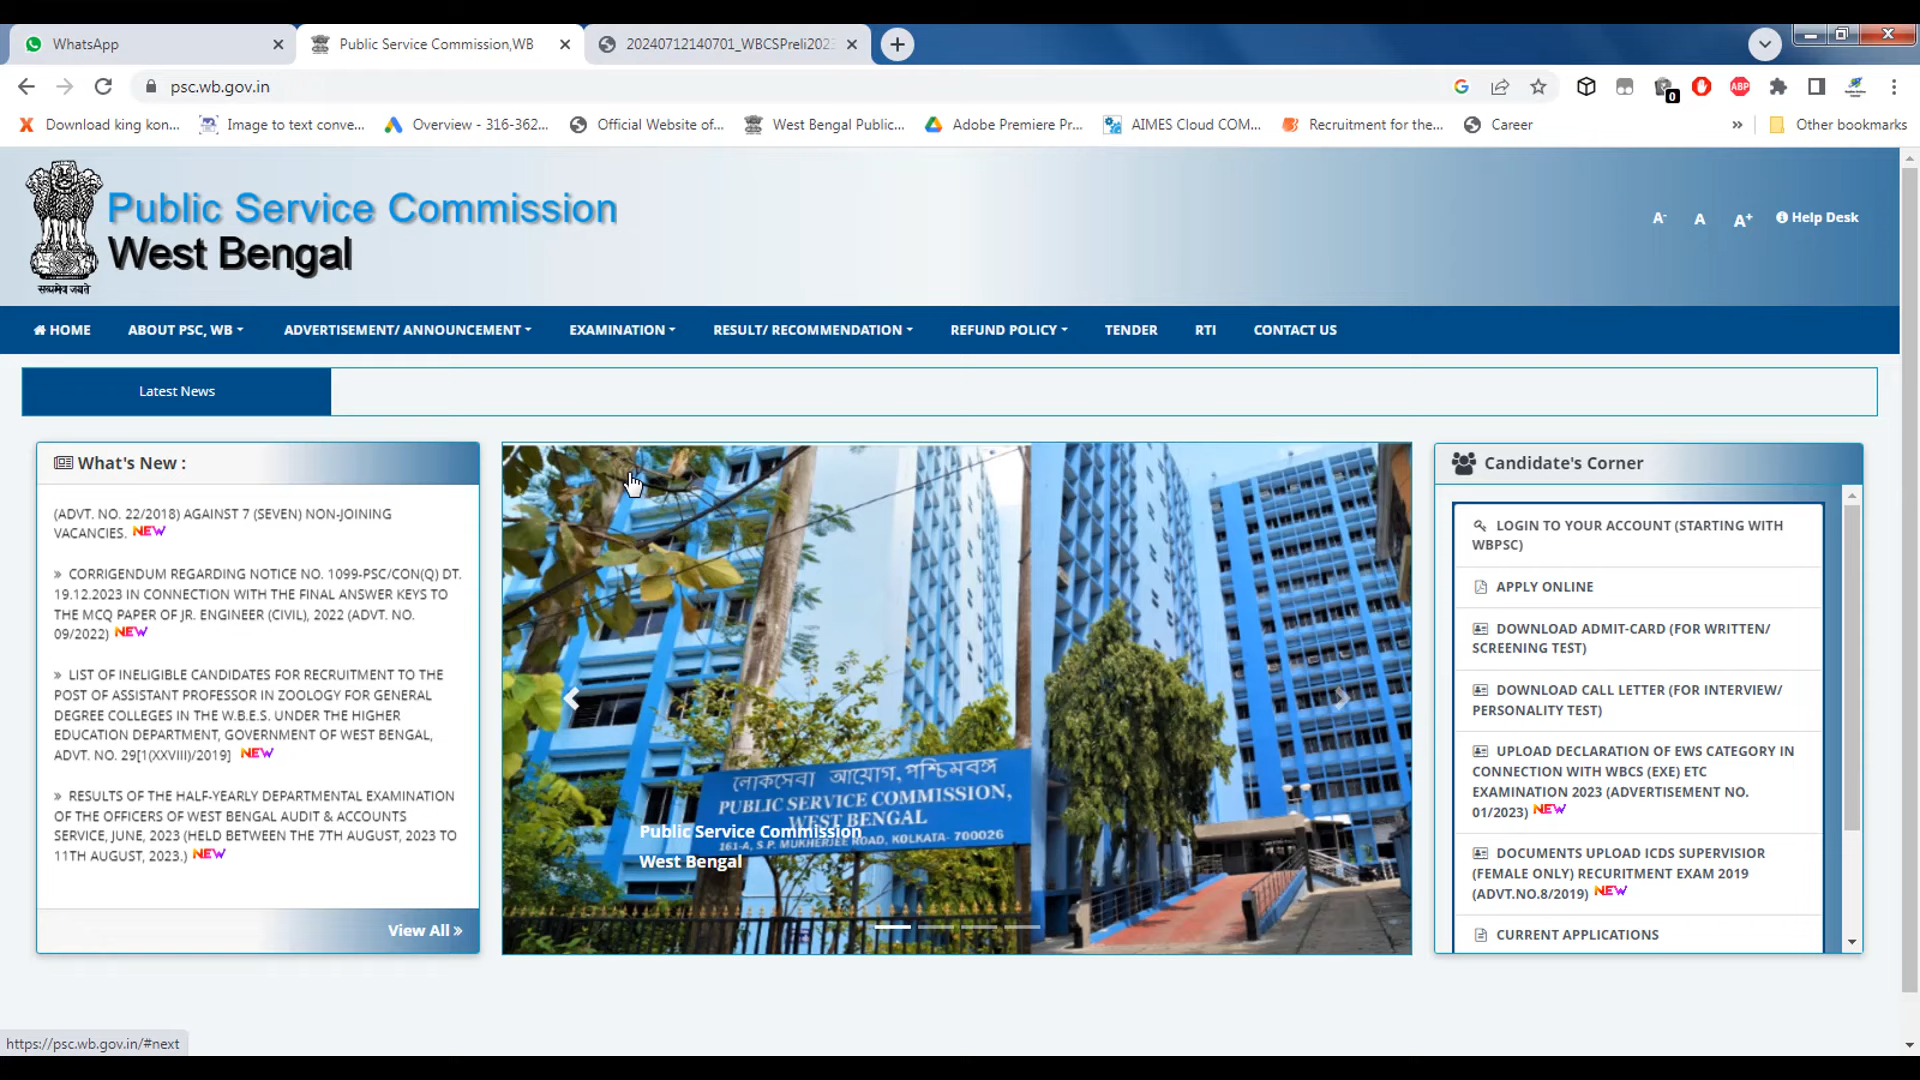 WhatsApp
Public Service Commission,WB
20240712140701_WBCSPreli202
psc.wb.gov.in
0
ABP
Download king kon...
Image to text conve...
Overview - 316-362...
Official Website of...
West Bengal Public...
Adobe Premiere Pr...
AIMES Cloud COM...
Recruitment for the...
Career
»
Other bookmarks
Public Service Commission
West Bengal
सत्यमेव जयते
A-
A
A+
Help Desk
HOME
ABOUT PSC, WB
ADVERTISEMENT/ ANNOUNCEMENT
EXAMINATION
RESULT/ RECOMMENDATION
REFUND POLICY
TENDER
RTI
CONTACT US
Latest News
What's New :
(ADVT. NO. 22/2018) AGAINST 7 (SEVEN) NON-JOINING
VACANCIES. NEW
» CORRIGENDUM REGARDING NOTICE NO. 1099-PSC/CON(Q) DT.
19.12.2023 IN CONNECTION WITH THE FINAL ANSWER KEYS TO
THE MCQ PAPER OF JR. ENGINEER (CIVIL), 2022 (ADVT. NO.
09/2022) NEW
» LIST OF INELIGIBLE CANDIDATES FOR RECRUITMENT TO THE
POST OF ASSISTANT PROFESSOR IN ZOOLOGY FOR GENERAL
DEGREE COLLEGES IN THE W.B.E.S. UNDER THE HIGHER
EDUCATION DEPARTMENT, GOVERNMENT OF WEST BENGAL,
ADVT. NO. 29[1(XXVIII)/2019] NEW
» RESULTS OF THE HALF-YEARLY DEPARTMENTAL EXAMINATION
OF THE OFFICERS OF WEST BENGAL AUDIT & ACCOUNTS
SERVICE, JUNE, 2023 (HELD BETWEEN THE 7TH AUGUST, 2023 TO
11TH AUGUST, 2023.) NEW
View All »
লোকসেবা আয়োগ, পশ্চিমবঙ্গ
PUBLIC SERVICE COMMISSION,
WEST BENGAL
161-A, S.P. MUKHERJEE ROAD, KOLKATA- 700026
Public Service Commission
West Bengal
Candidate's Corner
LOGIN TO YOUR ACCOUNT (STARTING WITH
WBPSC)
APPLY ONLINE
DOWNLOAD ADMIT-CARD (FOR WRITTEN/
SCREENING TEST)
DOWNLOAD CALL LETTER (FOR INTERVIEW/
PERSONALITY TEST)
UPLOAD DECLARATION OF EWS CATEGORY IN
CONNECTION WITH WBCS (EXE) ETC
EXAMINATION 2023 (ADVERTISEMENT NO.
01/2023) NEW
DOCUMENTS UPLOAD ICDS SUPERVISIOR
(FEMALE ONLY) RECURITMENT EXAM 2019
(ADVT.NO.8/2019) NEW
CURRENT APPLICATIONS
https://psc.wb.gov.in/#next